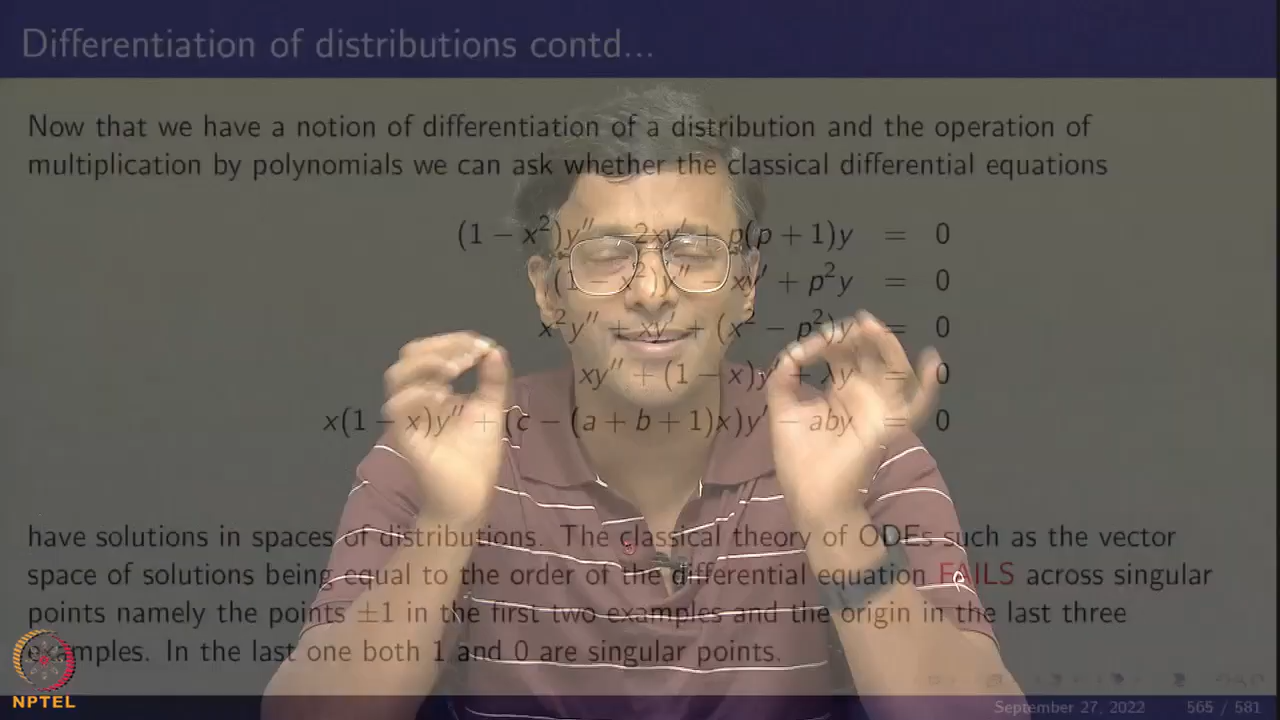 Differentiation of distributions contd...
Now that we have a notion of differentiation of a distribution and the operation of
multiplication by polynomials we can ask whether the classical differential equations
(1 − x²)y″ − 2xy′ + p(p + 1)y = 0
(1 − x²)y″ − xy′ + p²y = 0
x²y″ + xy′ + (x² − p²)y = 0
xy″ + (1 − x)y′ + λy = 0
x(1 − x)y″ + (c − (a + b + 1)x)y′ − aby = 0
have solutions in spaces of distributions. The classical theory of ODEs such as the vector
space of solutions being equal to the order of the differential equation FAILS across singular
points namely the points ±1 in the first two examples and the origin in the last three
examples. In the last one both 1 and 0 are singular points.
NPTEL
September 27, 2022 565 / 581